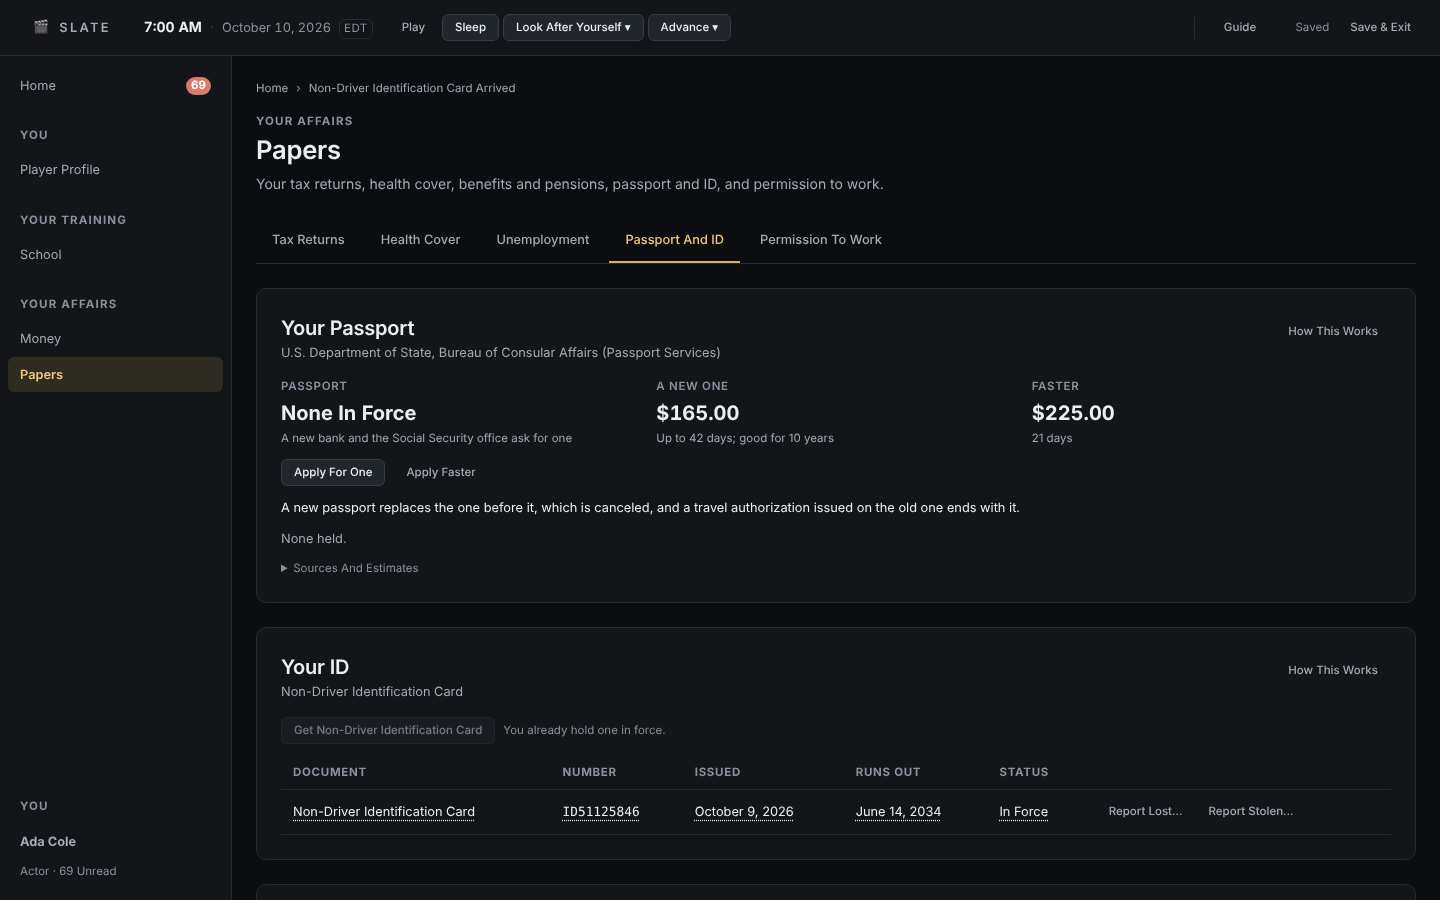 SLATE
7:00 AM · October 10, 2026 EDT
Play
Sleep
Look After Yourself ▾
Advance ▾
Guide
Saved
Save & Exit
Home
69
YOU
Player Profile
YOUR TRAINING
School
YOUR AFFAIRS
Money
Papers
YOU
Ada Cole
Actor · 69 Unread
Home › Non-Driver Identification Card Arrived
YOUR AFFAIRS
Papers
Your tax returns, health cover, benefits and pensions, passport and ID, and permission to work.
Tax Returns
Health Cover
Unemployment
Passport And ID
Permission To Work
Your Passport
How This Works
U.S. Department of State, Bureau of Consular Affairs (Passport Services)
PASSPORT
None In Force
A new bank and the Social Security office ask for one
A NEW ONE
$165.00
Up to 42 days; good for 10 years
FASTER
$225.00
21 days
Apply For One
Apply Faster
A new passport replaces the one before it, which is canceled, and a travel authorization issued on the old one ends with it.
None held.
▶ Sources And Estimates
Your ID
How This Works
Non-Driver Identification Card
Get Non-Driver Identification Card
You already hold one in force.
DOCUMENT NUMBER ISSUED RUNS OUT STATUS
Non-Driver Identification Card ID51125846 October 9, 2026 June 14, 2034 In Force Report Lost... Report Stolen...